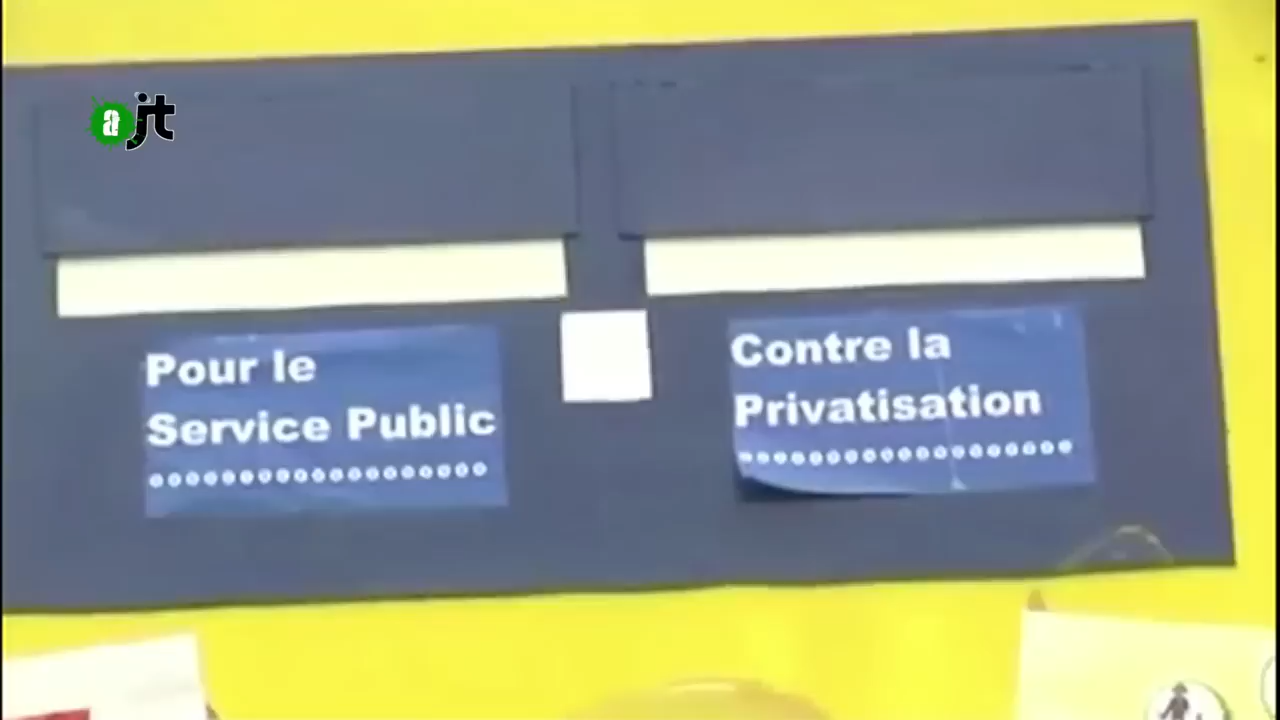 ajt
Pour le
Service Public
Contre la
Privatisation